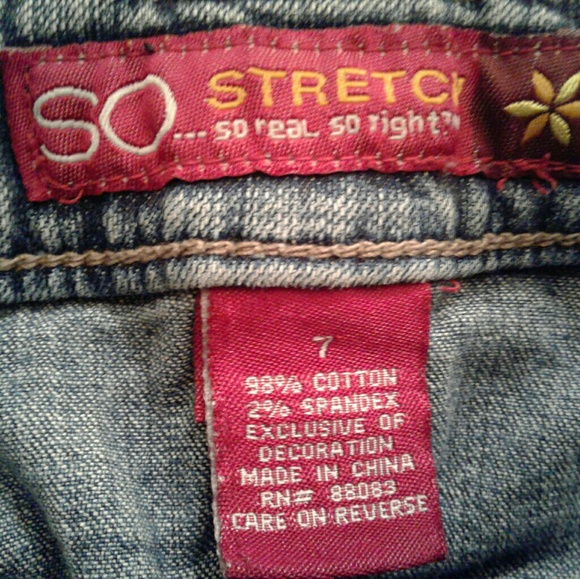 SO STRETCH
... so real so right™
7
98% COTTON
2% SPANDEX
EXCLUSIVE OF
DECORATION
MADE IN CHINA
RN# 88083
CARE ON REVERSE